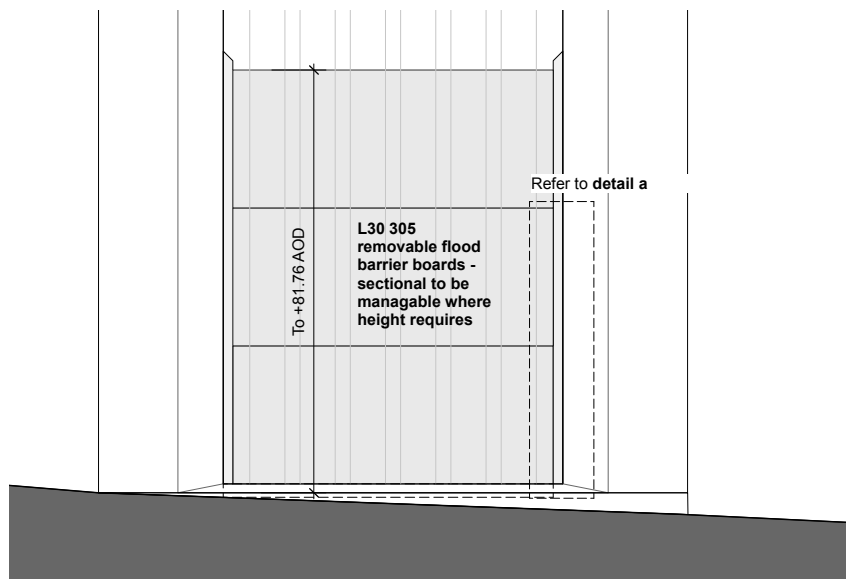 Refer to detail a
L30 305
removable flood
barrier boards -
sectional to be
managable where
height requires
To +81.76 AOD